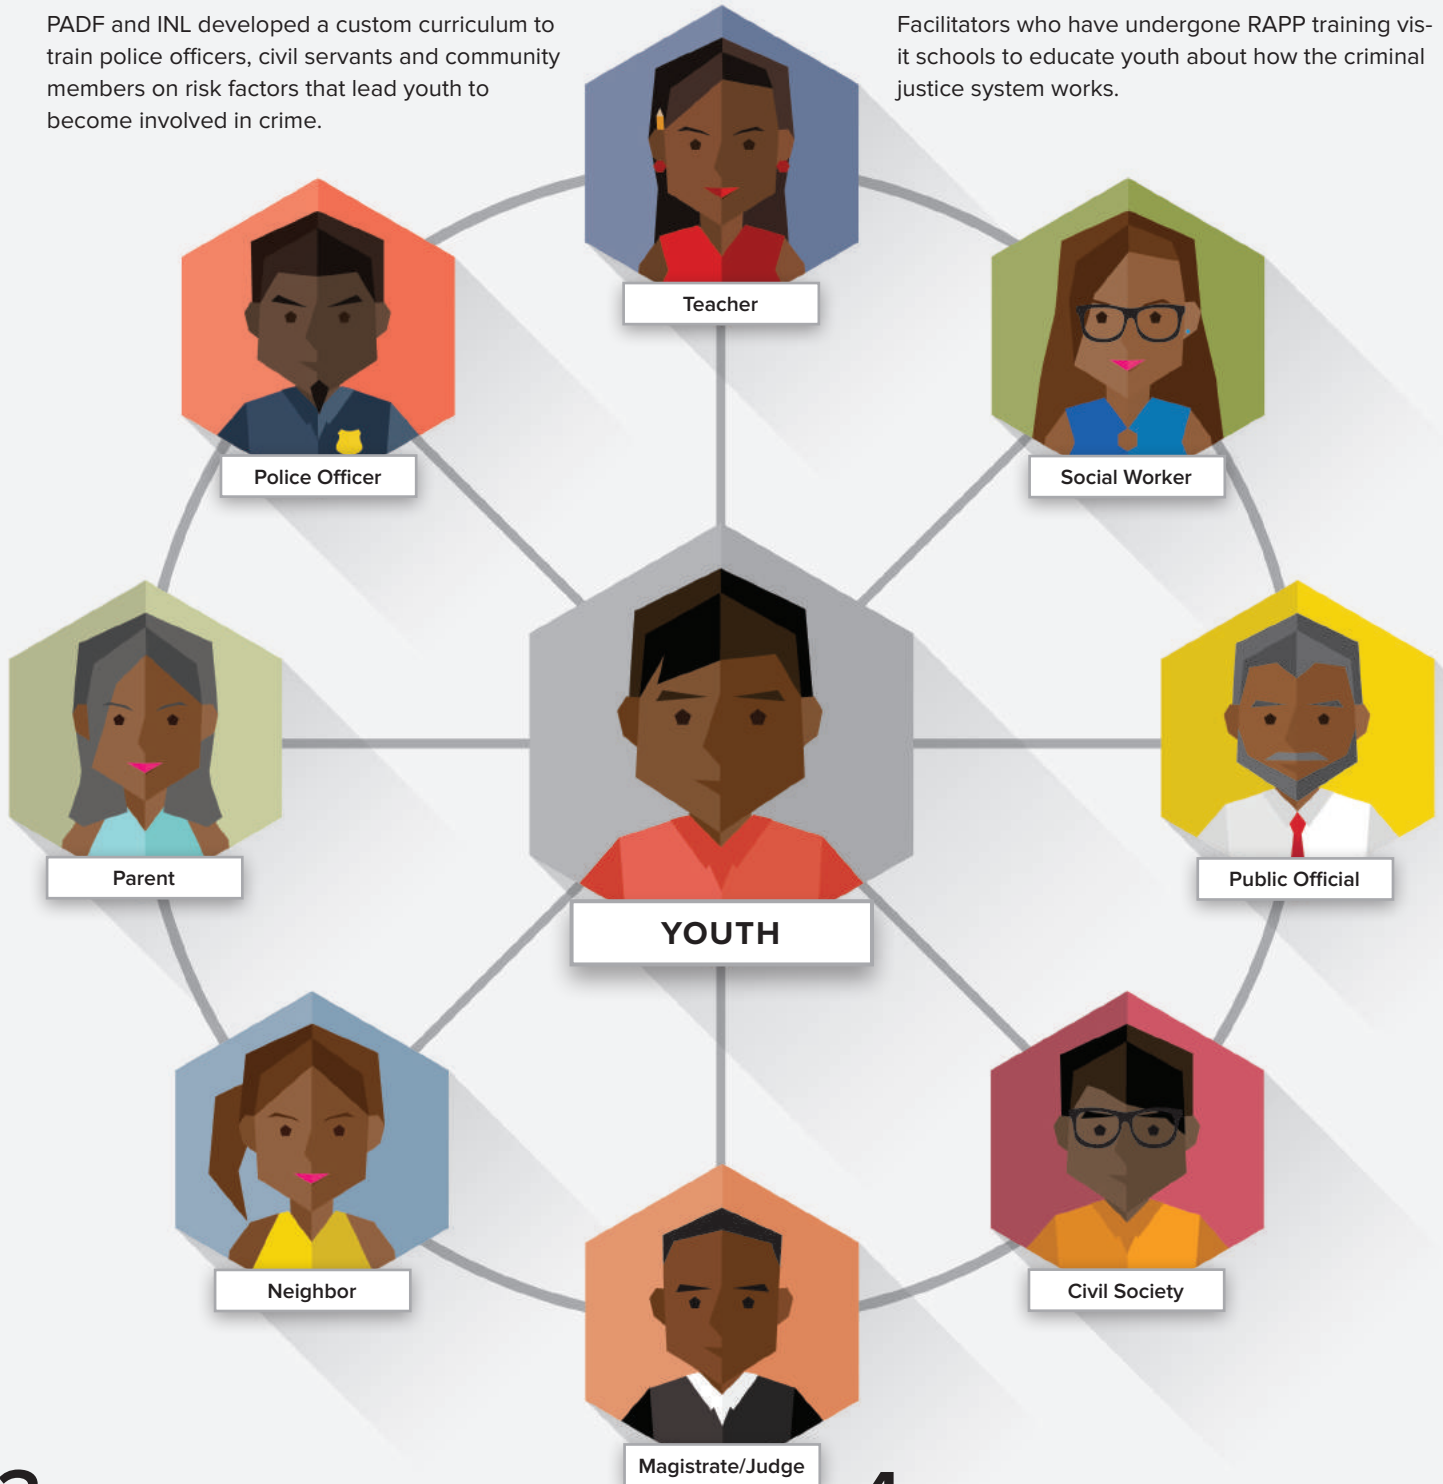 PADF and INL developed a custom curriculum to
train police officers, civil servants and community
members on risk factors that lead youth to
become involved in crime.
Facilitators who have undergone RAPP training vis-
it schools to educate youth about how the criminal
justice system works.
Teacher
Police Officer
Social Worker
Parent
Public Official
YOUTH
Neighbor
Civil Society
Magistrate/Judge